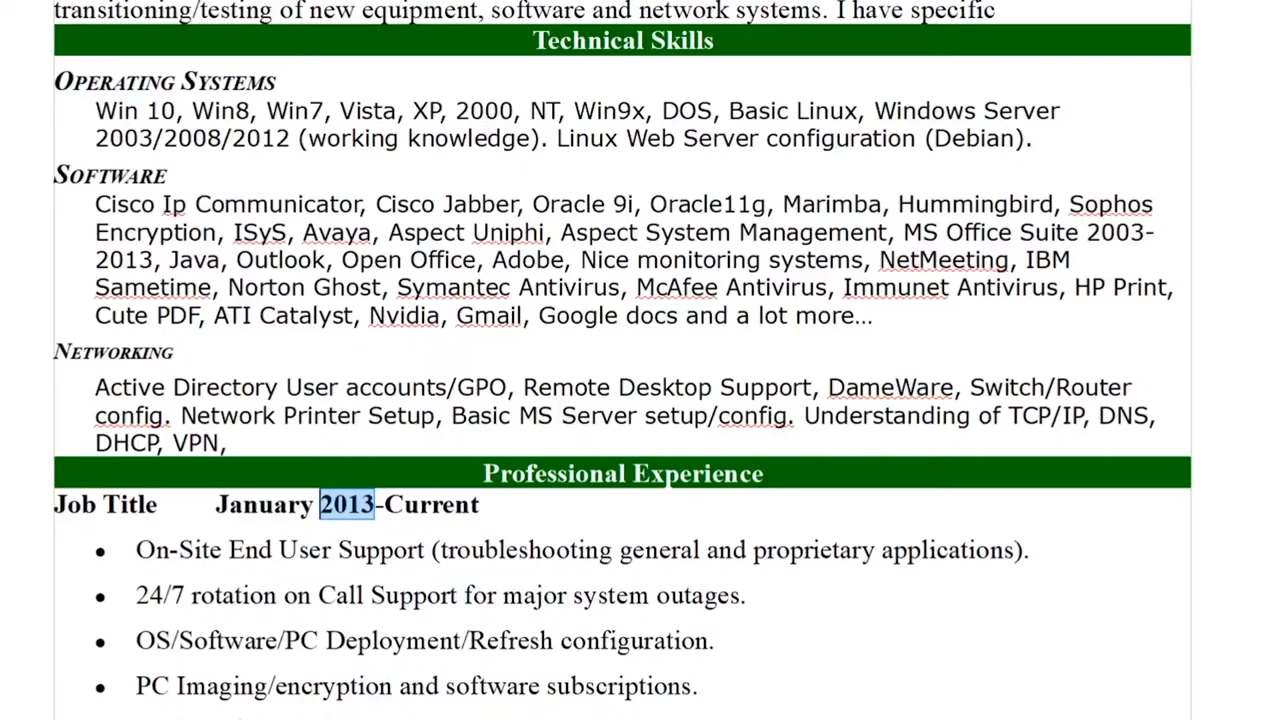 transitioning/testing of new equipment, software and network systems. I have specific
Technical Skills
OPERATING SYSTEMS
Win 10, Win8, Win7, Vista, XP, 2000, NT, Win9x, DOS, Basic Linux, Windows Server
2003/2008/2012 (working knowledge). Linux Web Server configuration (Debian).
SOFTWARE
Cisco Ip Communicator, Cisco Jabber, Oracle 9i, Oracle11g, Marimba, Hummingbird, Sophos
Encryption, ISyS, Avaya, Aspect Uniphi, Aspect System Management, MS Office Suite 2003-
2013, Java, Outlook, Open Office, Adobe, Nice monitoring systems, NetMeeting, IBM
Sametime, Norton Ghost, Symantec Antivirus, McAfee Antivirus, Immunet Antivirus, HP Print,
Cute PDF, ATI Catalyst, Nvidia, Gmail, Google docs and a lot more...
NETWORKING
Active Directory User accounts/GPO, Remote Desktop Support, DameWare, Switch/Router
config. Network Printer Setup, Basic MS Server setup/config. Understanding of TCP/IP, DNS,
DHCP, VPN,
Professional Experience
Job Title January 2013-Current
• On-Site End User Support (troubleshooting general and proprietary applications).
• 24/7 rotation on Call Support for major system outages.
• OS/Software/PC Deployment/Refresh configuration.
• PC Imaging/encryption and software subscriptions.